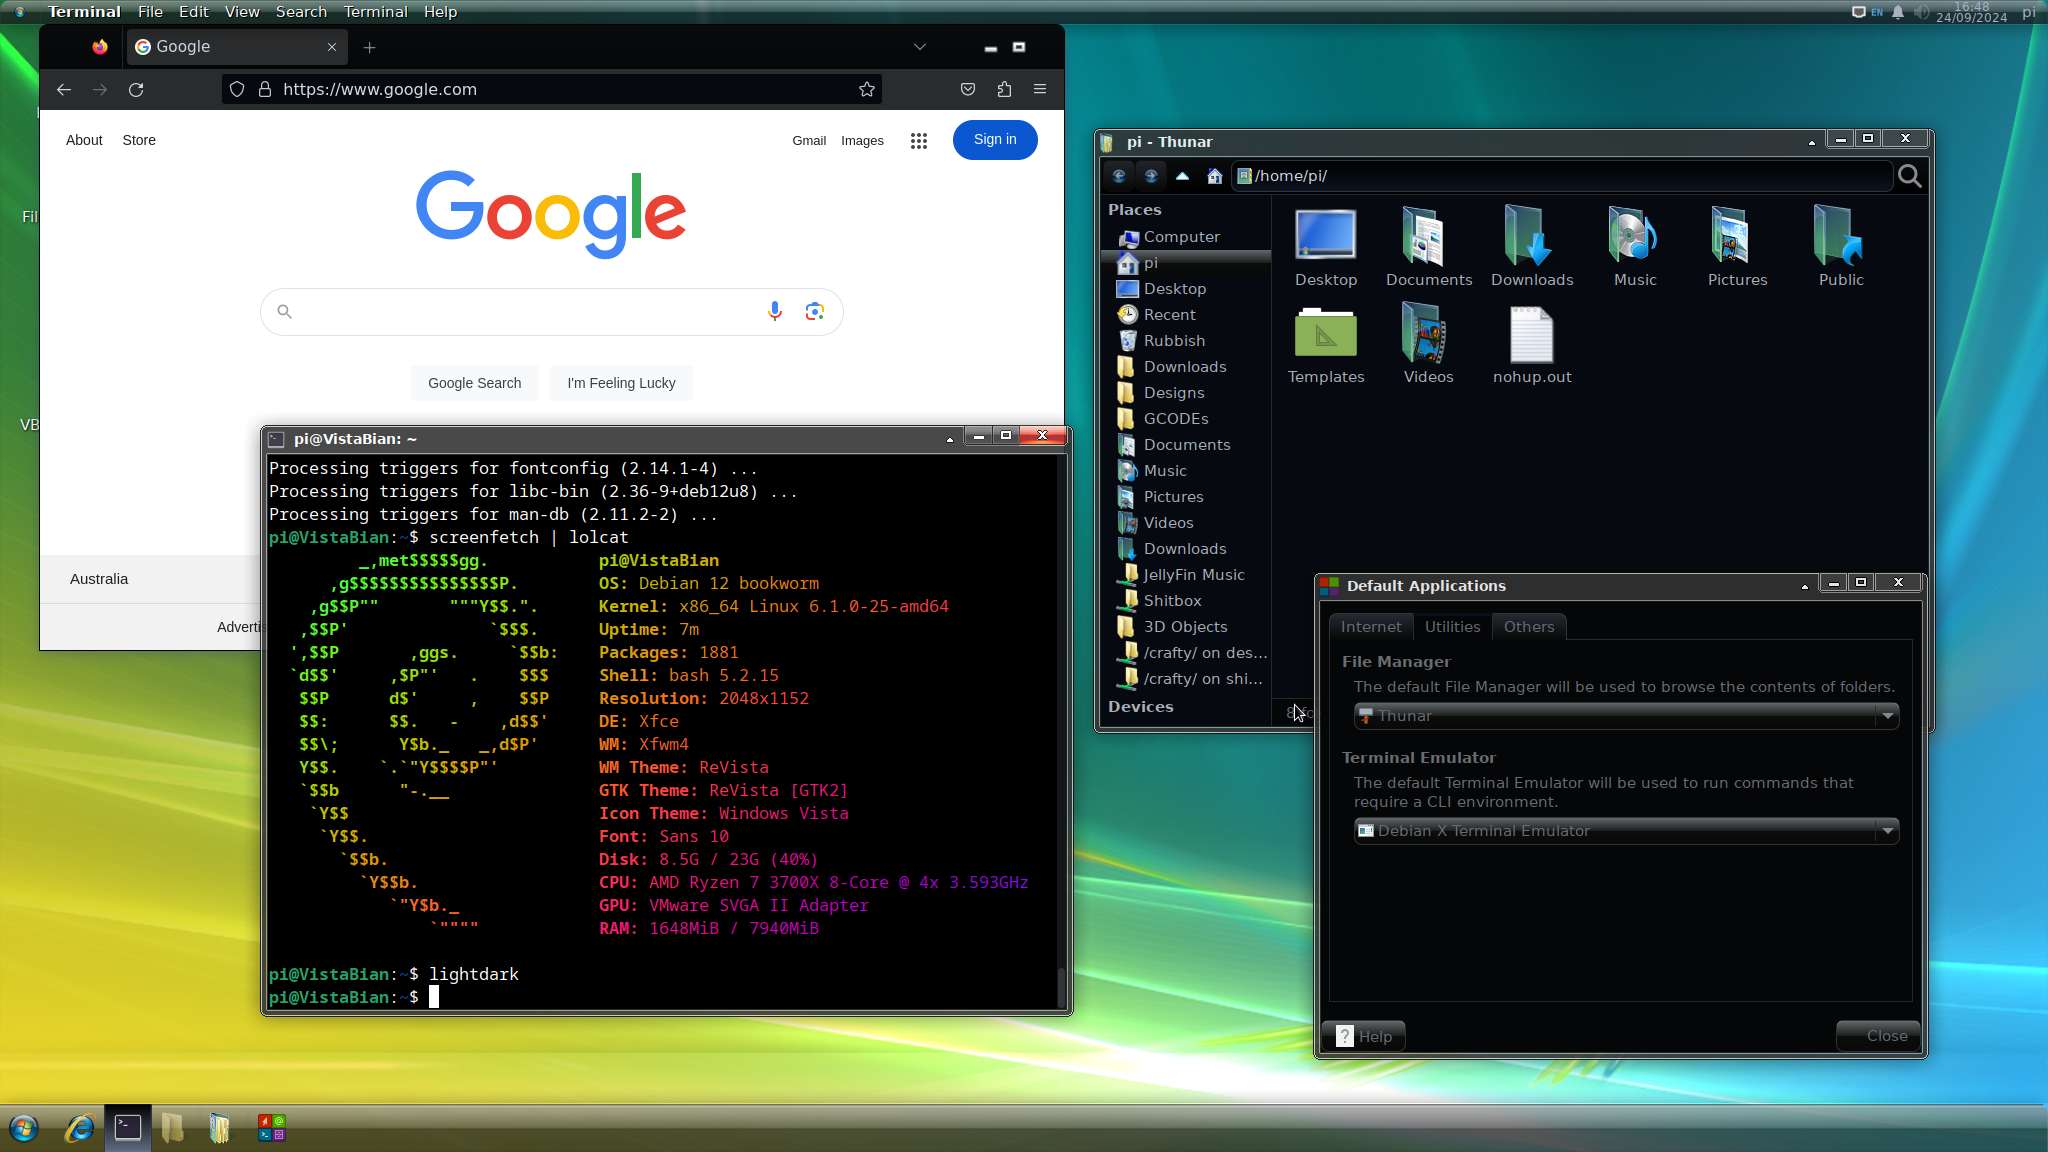 Terminal File Edit View Search Terminal Help
EN
16:48
24/09/2024
pi
Google
https://www.google.com
About Store
Gmail Images
Sign in
Google
Google Search I'm Feeling Lucky
Australia
Fil
VB
pi - Thunar
/home/pi/
Places
Computer
pi
Desktop
Recent
Rubbish
Downloads
Designs
GCODEs
Documents
Music
Pictures
Videos
Downloads
JellyFin Music
Shitbox
3D Objects
/crafty/ on des...
/crafty/ on shi...
Devices
Desktop Documents Downloads Music Pictures Public
Templates Videos nohup.out
pi@VistaBian: ~
Processing triggers for fontconfig (2.14.1-4) ...
Processing triggers for libc-bin (2.36-9+deb12u8) ...
Processing triggers for man-db (2.11.2-2) ...
pi@VistaBian:~$ screenfetch | lolcat
_,met$$$$$gg. pi@VistaBian
,g$$$$$$$$$$$$$$$P. OS: Debian 12 bookworm
,g$$P"" """Y$$.". Kernel: x86_64 Linux 6.1.0-25-amd64
,$$P' `$$$. Uptime: 7m
',$$P ,ggs. `$$b: Packages: 1881
`d$$' ,$P"' . $$$ Shell: bash 5.2.15
$$P d$' , $$P Resolution: 2048x1152
$$: $$. - ,d$$' DE: Xfce
$$\; Y$b._ _,d$P' WM: Xfwm4
Y$$. `.`"Y$$$$P"' WM Theme: ReVista
`$$b "-.__ GTK Theme: ReVista [GTK2]
`Y$$ Icon Theme: Windows Vista
`Y$$. Font: Sans 10
`$$b. Disk: 8.5G / 23G (40%)
`Y$$b. CPU: AMD Ryzen 7 3700X 8-Core @ 4x 3.593GHz
`"Y$b._ GPU: VMware SVGA II Adapter
`"""" RAM: 1648MiB / 7940MiB
pi@VistaBian:~$ lightdark
pi@VistaBian:~$
Default Applications
Internet Utilities Others
File Manager
The default File Manager will be used to browse the contents of folders.
Thunar
Terminal Emulator
The default Terminal Emulator will be used to run commands that
require a CLI environment.
Debian X Terminal Emulator
Help Close